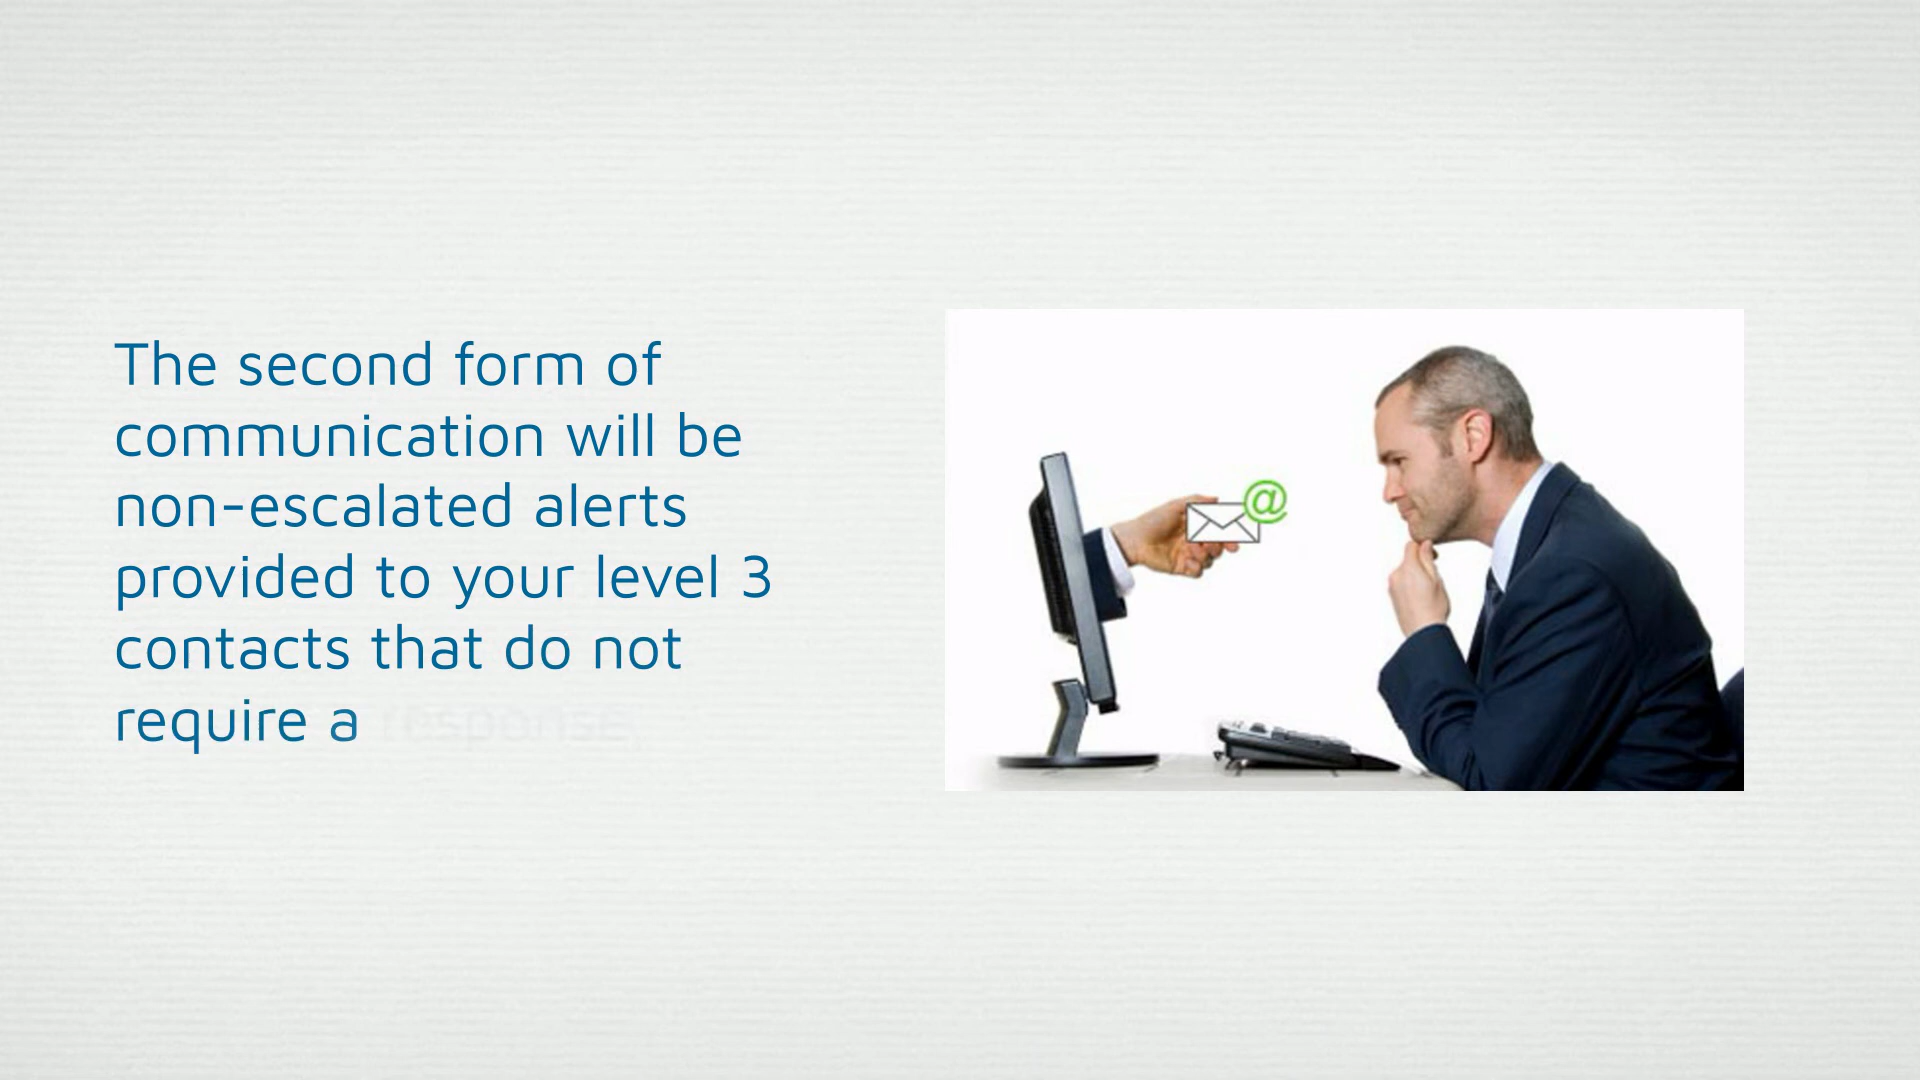 The second form of
communication will be
non-escalated alerts
provided to your level 3
contacts that do not
require a response,
@